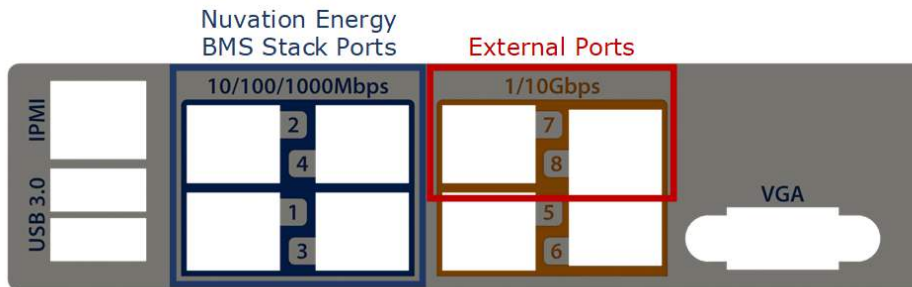 Nuvation Energy
BMS Stack Ports
External Ports
IPMI
USB 3.0
10/100/1000Mbps
2
4
1
3
1/10Gbps
7
8
5
6
VGA